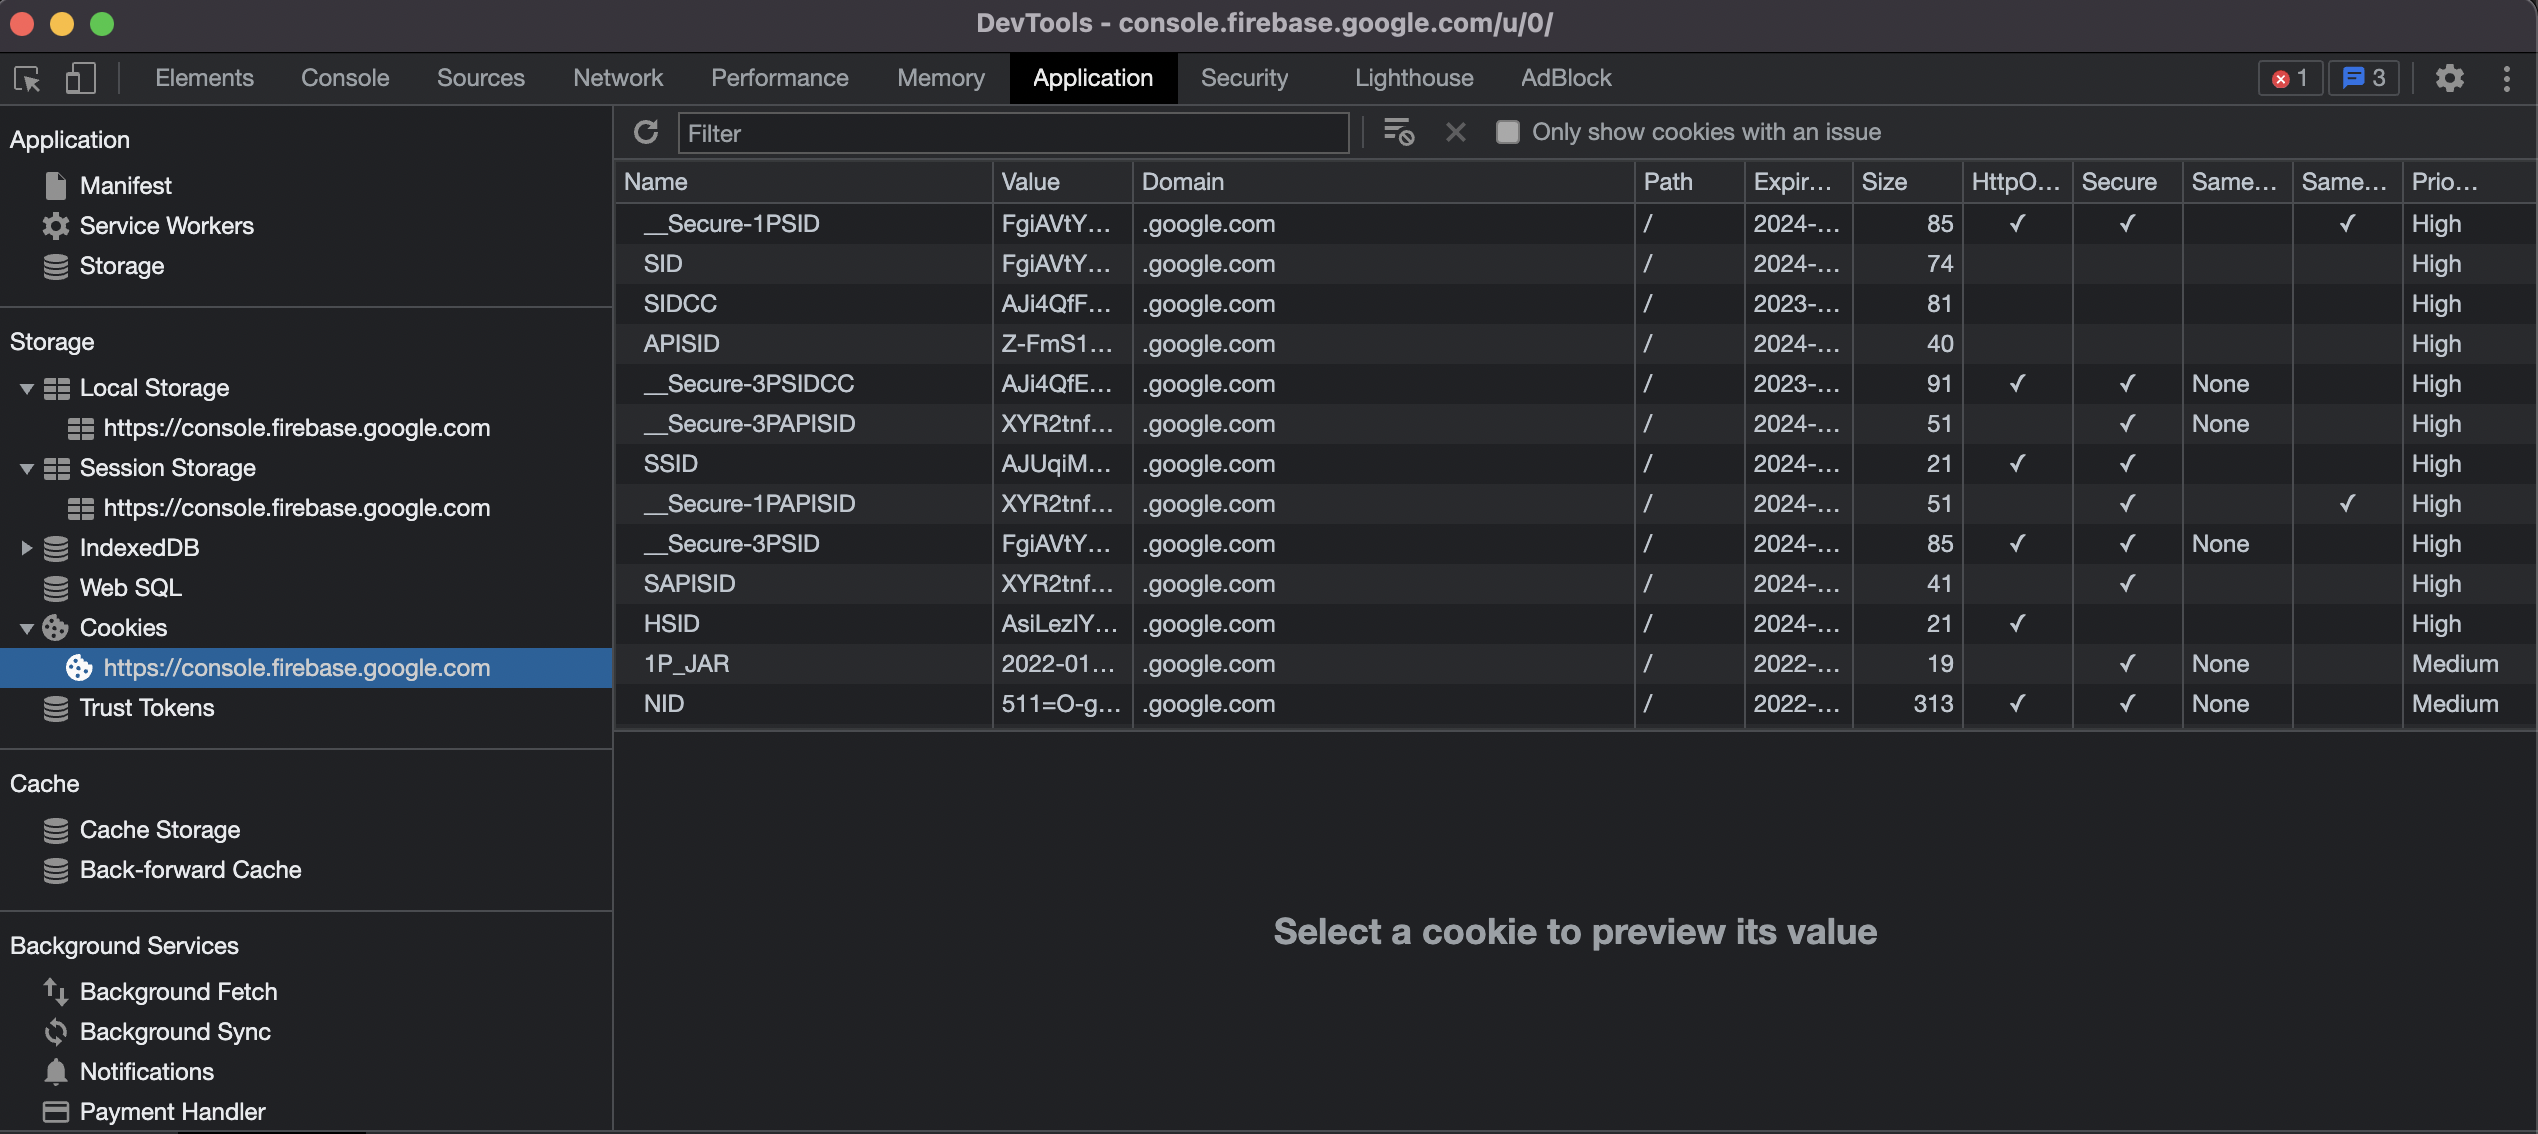 DevTools - console.firebase.google.com/u/0/
Elements Console Sources Network Performance Memory Application Security Lighthouse AdBlock 1 3
Application
Manifest
Service Workers
Storage
Storage
Local Storage
https://console.firebase.google.com
Session Storage
https://console.firebase.google.com
IndexedDB
Web SQL
Cookies
https://console.firebase.google.com
Trust Tokens
Cache
Cache Storage
Back-forward Cache
Background Services
Background Fetch
Background Sync
Notifications
Payment Handler
Filter Only show cookies with an issue
Name Value Domain Path Expir... Size HttpO... Secure Same... Same... Prio...
__Secure-1PSID FgiAVtY... .google.com / 2024-... 85 ✓ ✓ ✓ High
SID FgiAVtY... .google.com / 2024-... 74 High
SIDCC AJi4QfF... .google.com / 2023-... 81 High
APISID Z-FmS1... .google.com / 2024-... 40 High
__Secure-3PSIDCC AJi4QfE... .google.com / 2023-... 91 ✓ ✓ None High
__Secure-3PAPISID XYR2tnf... .google.com / 2024-... 51 ✓ None High
SSID AJUqiM... .google.com / 2024-... 21 ✓ ✓ High
__Secure-1PAPISID XYR2tnf... .google.com / 2024-... 51 ✓ ✓ High
__Secure-3PSID FgiAVtY... .google.com / 2024-... 85 ✓ ✓ None High
SAPISID XYR2tnf... .google.com / 2024-... 41 ✓ High
HSID AsiLezIY... .google.com / 2024-... 21 ✓ High
1P_JAR 2022-01... .google.com / 2022-... 19 ✓ None Medium
NID 511=O-g... .google.com / 2022-... 313 ✓ ✓ None Medium
Select a cookie to preview its value